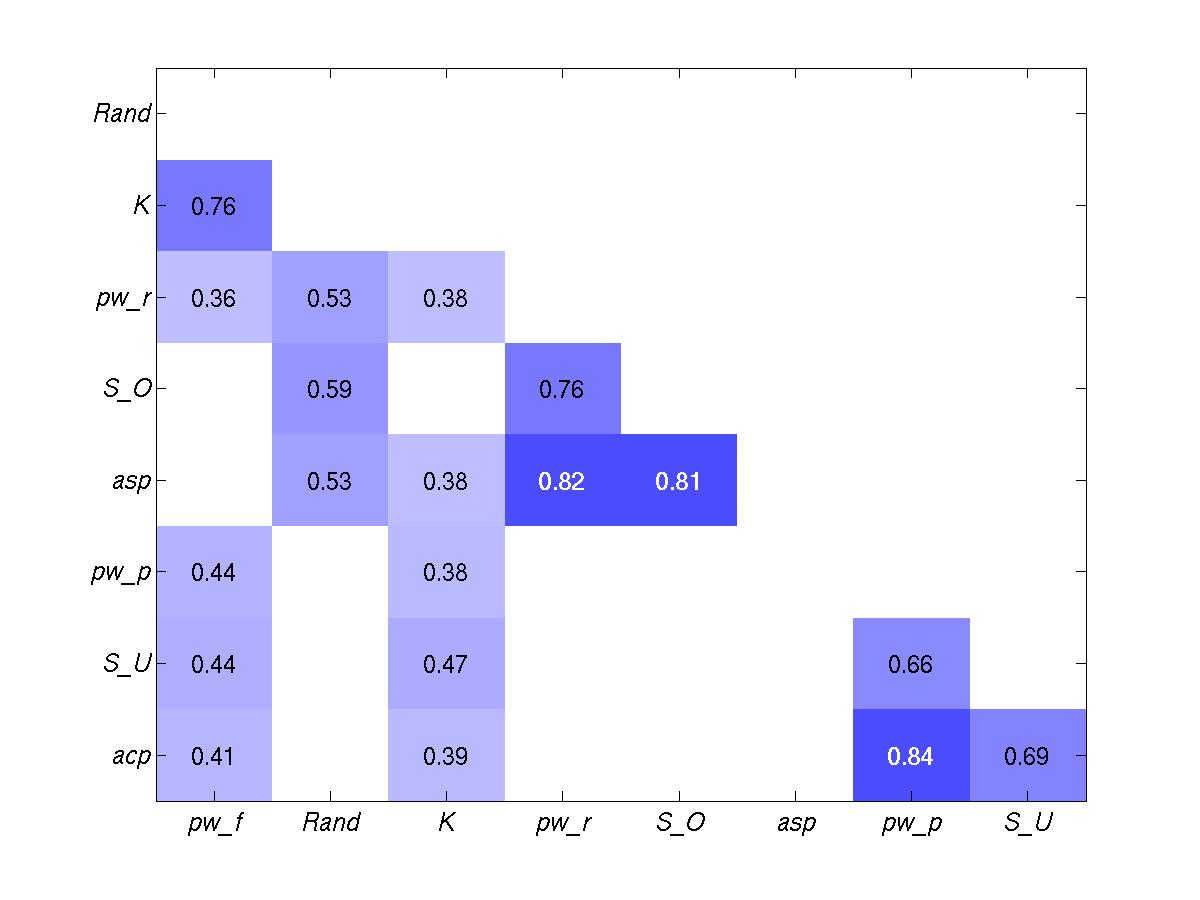 Rand
K 0.76
pw_r 0.36 0.53 0.38
S_O 0.59 0.76
asp 0.53 0.38 0.82 0.81
pw_p 0.44 0.38
S_U 0.44 0.47 0.66
acp 0.41 0.39 0.84 0.69
pw_f Rand K pw_r S_O asp pw_p S_U